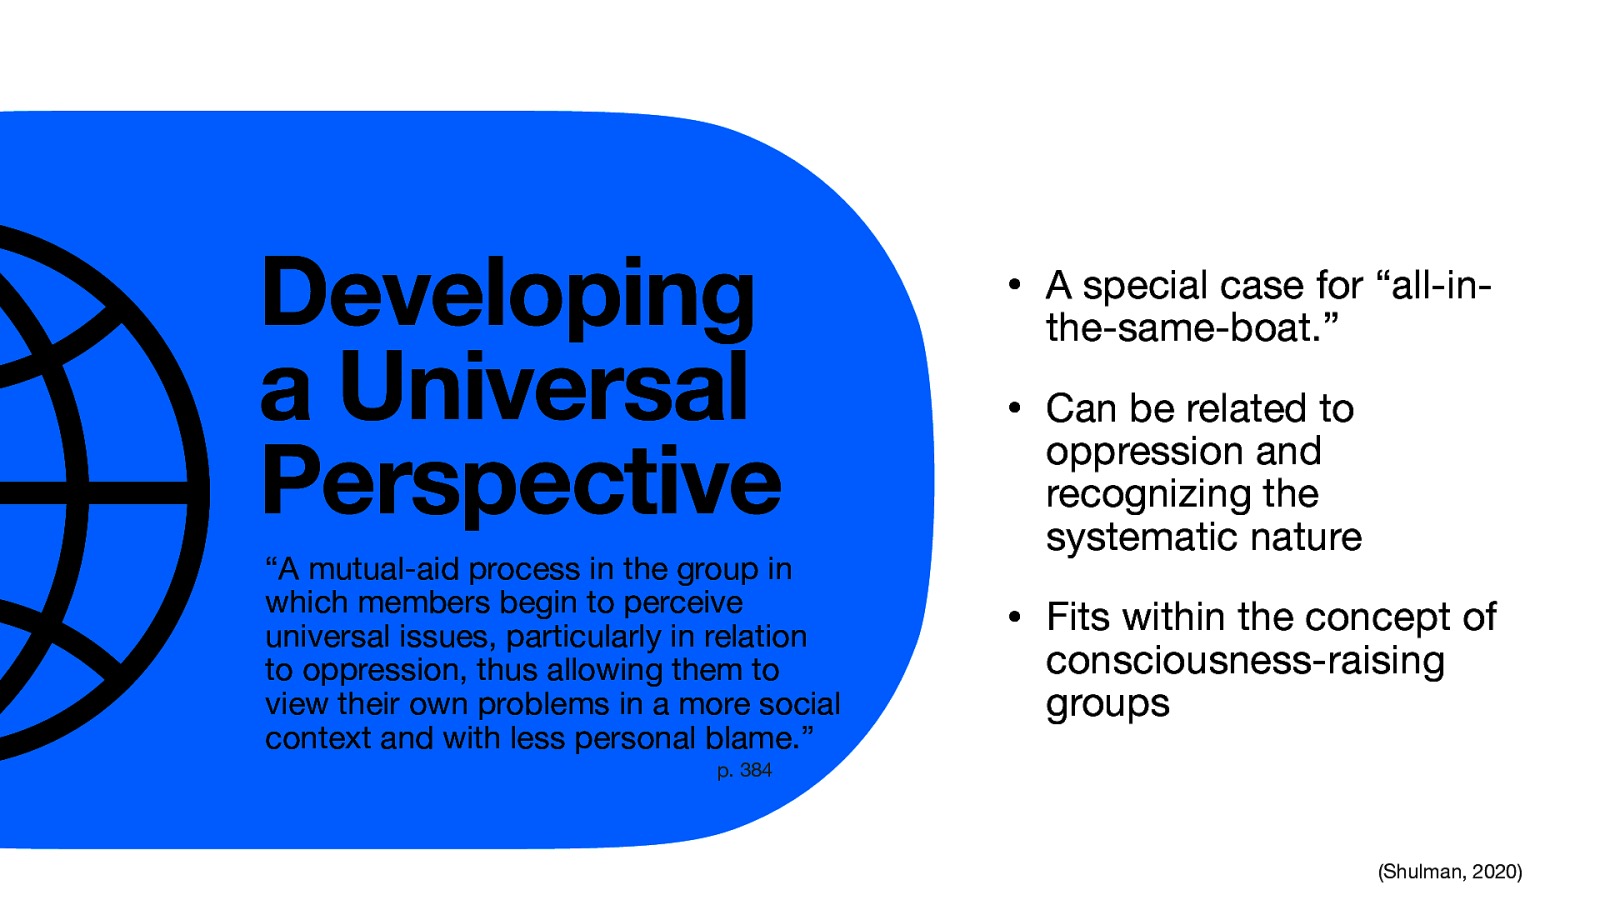 Developing
a Universal
Perspective
“A mutual-aid process in the group in
which members begin to perceive
universal issues, particularly in relation
to oppression, thus allowing them to
view their own problems in a more social
context and with less personal blame.”
p. 384
• A special case for “all-in-
the-same-boat.”
• Can be related to
oppression and
recognizing the
systematic nature
• Fits within the concept of
consciousness-raising
groups
(Shulman, 2020)